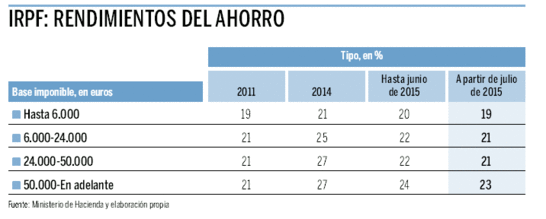 IRPF: RENDIMIENTOS DEL AHORRO
Tipo, en %
Base imponible, en euros 2011 2014 Hasta junio de 2015 A partir de julio de 2015
Hasta 6.000 19 21 20 19
6.000-24.000 21 25 22 21
24.000-50.000 21 27 22 21
50.000-En adelante 21 27 24 23
Fuente: Ministerio de Hacienda y elaboración propia